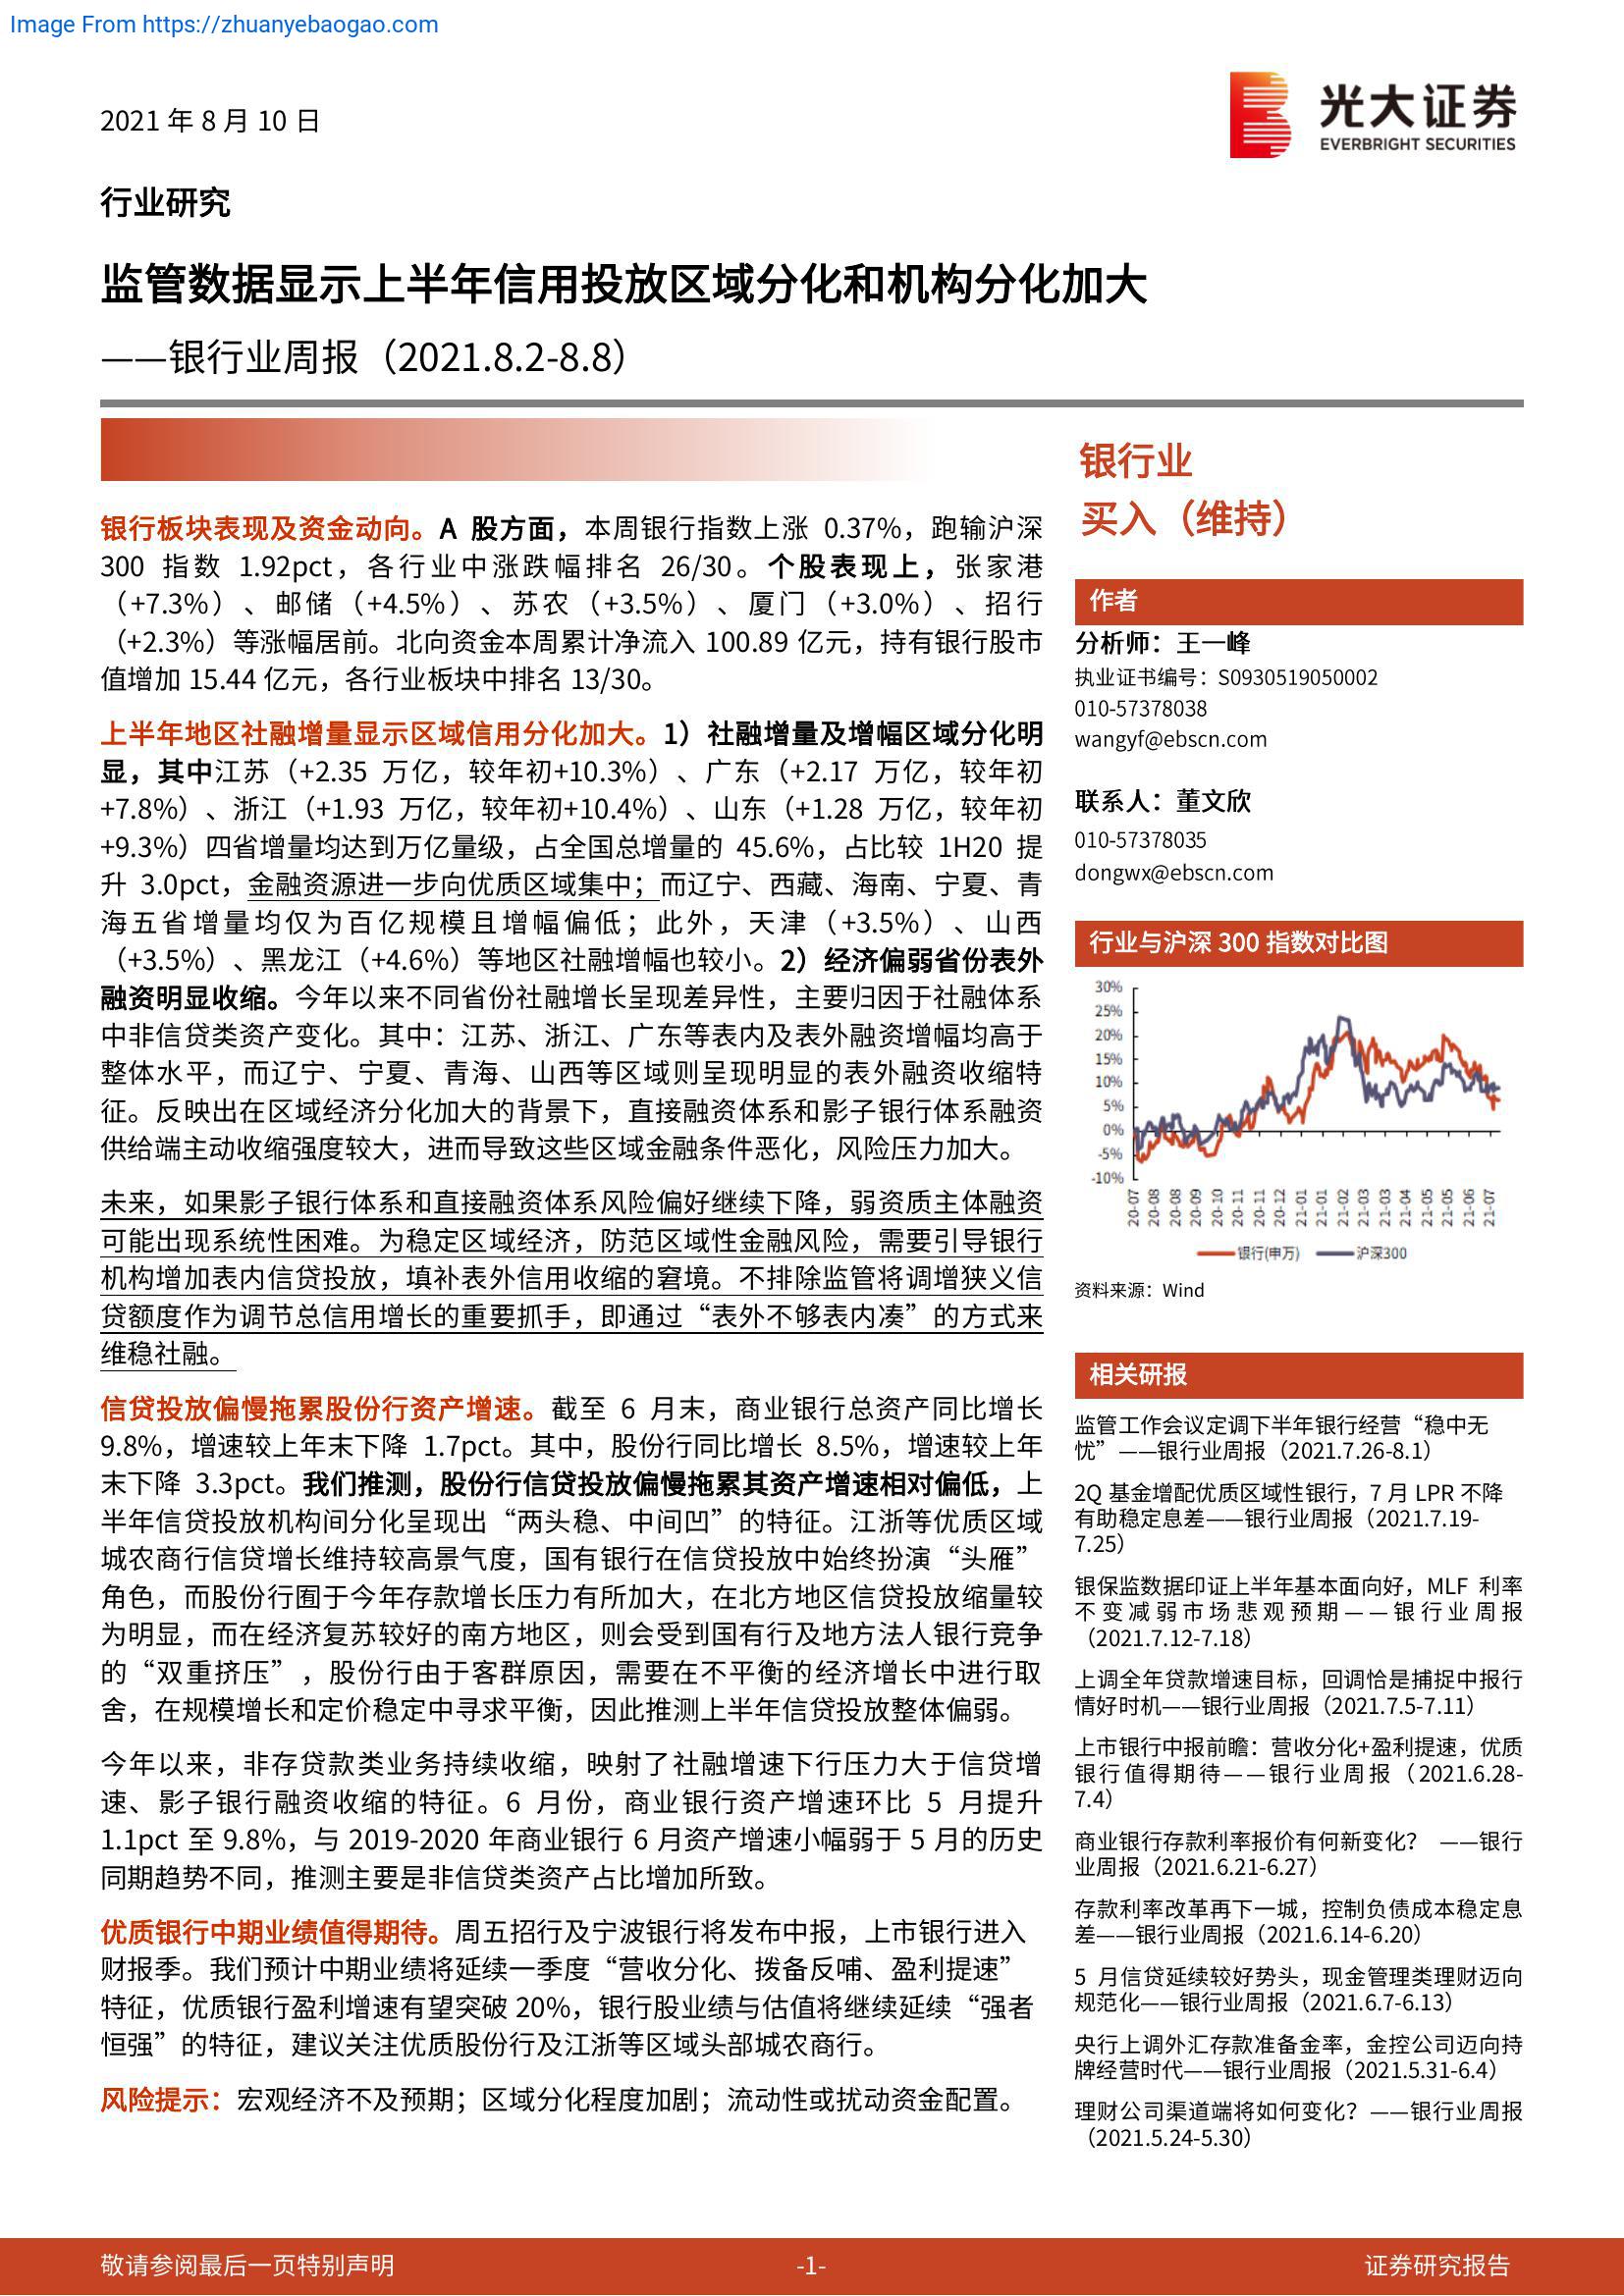 Image From https://zhuanyebaogao.com
2021 年 8 月 10 日
光大证券
EVERBRIGHT SECURITIES
行业研究
监管数据显示上半年信用投放区域分化和机构分化加大
——银行业周报（2021.8.2-8.8）
银行板块表现及资金动向。A 股方面，本周银行指数上涨 0.37%，跑输沪深
300 指数 1.92pct，各行业中涨跌幅排名 26/30。个股表现上，张家港
（+7.3%）、邮储（+4.5%）、苏农（+3.5%）、厦门（+3.0%）、招行
（+2.3%）等涨幅居前。北向资金本周累计净流入 100.89 亿元，持有银行股市
值增加 15.44 亿元，各行业板块中排名 13/30。
上半年地区社融增量显示区域信用分化加大。1）社融增量及增幅区域分化明
显，其中江苏（+2.35 万亿，较年初+10.3%）、广东（+2.17 万亿，较年初
+7.8%）、浙江（+1.93 万亿，较年初+10.4%）、山东（+1.28 万亿，较年初
+9.3%）四省增量均达到万亿量级，占全国总增量的 45.6%，占比较 1H20 提
升 3.0pct，金融资源进一步向优质区域集中；而辽宁、西藏、海南、宁夏、青
海五省增量均仅为百亿规模且增幅偏低；此外，天津（+3.5%）、山西
（+3.5%）、黑龙江（+4.6%）等地区社融增幅也较小。2）经济偏弱省份表外
融资明显收缩。今年以来不同省份社融增长呈现差异性，主要归因于社融体系
中非信贷类资产变化。其中：江苏、浙江、广东等表内及表外融资增幅均高于
整体水平，而辽宁、宁夏、青海、山西等区域则呈现明显的表外融资收缩特
征。反映出在区域经济分化加大的背景下，直接融资体系和影子银行体系融资
供给端主动收缩强度较大，进而导致这些区域金融条件恶化，风险压力加大。
未来，如果影子银行体系和直接融资体系风险偏好继续下降，弱资质主体融资
可能出现系统性困难。为稳定区域经济，防范区域性金融风险，需要引导银行
机构增加表内信贷投放，填补表外信用收缩的窘境。不排除监管将调增狭义信
贷额度作为调节总信用增长的重要抓手，即通过“表外不够表内凑”的方式来
维稳社融。
信贷投放偏慢拖累股份行资产增速。截至 6 月末，商业银行总资产同比增长
9.8%，增速较上年末下降 1.7pct。其中，股份行同比增长 8.5%，增速较上年
末下降 3.3pct。我们推测，股份行信贷投放偏慢拖累其资产增速相对偏低，上
半年信贷投放机构间分化呈现出“两头稳、中间凹”的特征。江浙等优质区域
城农商行信贷增长维持较高景气度，国有银行在信贷投放中始终扮演“头雁”
角色，而股份行囿于今年存款增长压力有所加大，在北方地区信贷投放缩量较
为明显，而在经济复苏较好的南方地区，则会受到国有行及地方法人银行竞争
的“双重挤压”，股份行由于客群原因，需要在不平衡的经济增长中进行取
舍，在规模增长和定价稳定中寻求平衡，因此推测上半年信贷投放整体偏弱。
今年以来，非存贷款类业务持续收缩，映射了社融增速下行压力大于信贷增
速、影子银行融资收缩的特征。6 月份，商业银行资产增速环比 5 月提升
1.1pct 至 9.8%，与 2019-2020 年商业银行 6 月资产增速小幅弱于 5 月的历史
同期趋势不同，推测主要是非信贷类资产占比增加所致。
优质银行中期业绩值得期待。周五招行及宁波银行将发布中报，上市银行进入
财报季。我们预计中期业绩将延续一季度“营收分化、拨备反哺、盈利提速”
特征，优质银行盈利增速有望突破 20%，银行股业绩与估值将继续延续“强者
恒强”的特征，建议关注优质股份行及江浙等区域头部城农商行。
风险提示：宏观经济不及预期；区域分化程度加剧；流动性或扰动资金配置。
银行业
买入（维持）
作者
分析师：王一峰
执业证书编号：S0930519050002
010-57378038
wangyf@ebscn.com
联系人：董文欣
010-57378035
dongwx@ebscn.com
行业与沪深 300 指数对比图
30%
25%
20%
15%
10%
5%
0%
-5%
-10%
20-07 20-08 20-08 20-09 20-10 20-11 20-11 20-12 21-01 21-01 21-02 21-03 21-03 21-04 21-05 21-05 21-06 21-07
银行(申万) 沪深300
资料来源：Wind
相关研报
监管工作会议定调下半年银行经营“稳中无
忧”——银行业周报（2021.7.26-8.1）
2Q 基金增配优质区域性银行，7 月 LPR 不降
有助稳定息差——银行业周报（2021.7.19-
7.25）
银保监数据印证上半年基本面向好，MLF 利率
不变减弱市场悲观预期——银行业周报
（2021.7.12-7.18）
上调全年贷款增速目标，回调恰是捕捉中报行
情好时机——银行业周报（2021.7.5-7.11）
上市银行中报前瞻：营收分化+盈利提速，优质
银行值得期待——银行业周报（2021.6.28-
7.4）
商业银行存款利率报价有何新变化？ ——银行
业周报（2021.6.21-6.27）
存款利率改革再下一城，控制负债成本稳定息
差——银行业周报（2021.6.14-6.20）
5 月信贷延续较好势头，现金管理类理财迈向
规范化——银行业周报（2021.6.7-6.13）
央行上调外汇存款准备金率，金控公司迈向持
牌经营时代——银行业周报（2021.5.31-6.4）
理财公司渠道端将如何变化？——银行业周报
（2021.5.24-5.30）
敬请参阅最后一页特别声明
-1-
证券研究报告